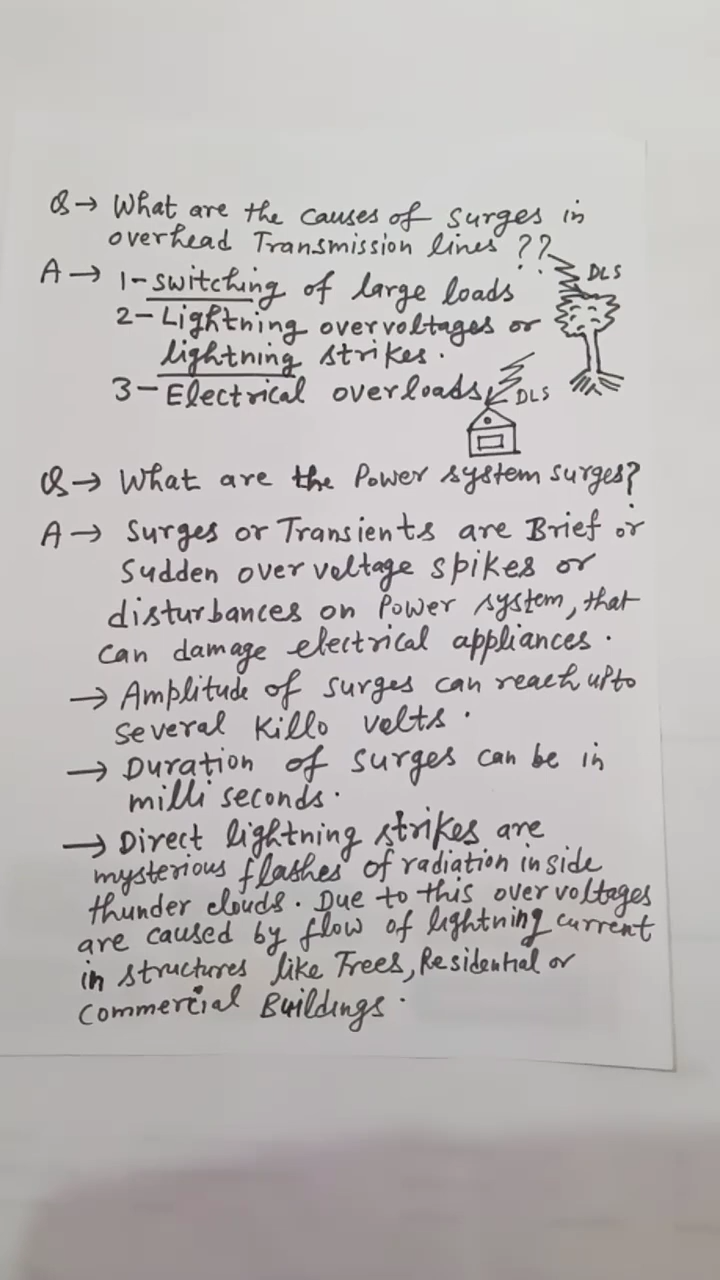 Q→ What are the causes of surges in
overhead Transmission lines ??
A→ 1-switching of large loads
DLS
2-Lightning overvoltages or
lightning strikes.
3-Electrical overloads
DLS
Q→ What are the Power system surges?
A→ Surges or Transients are Brief or
Sudden over voltage spikes or
disturbances on Power system, that
can damage electrical appliances.
→ Amplitude of surges can reach upto
several Killo volts.
→ Duration of surges can be in
milli seconds.
→ Direct lightning strikes are
mysterious flashes of radiation inside
thunder clouds. Due to this over voltages
are caused by flow of lightning current
in structures like Trees, Residential or
Commercial Buildings.